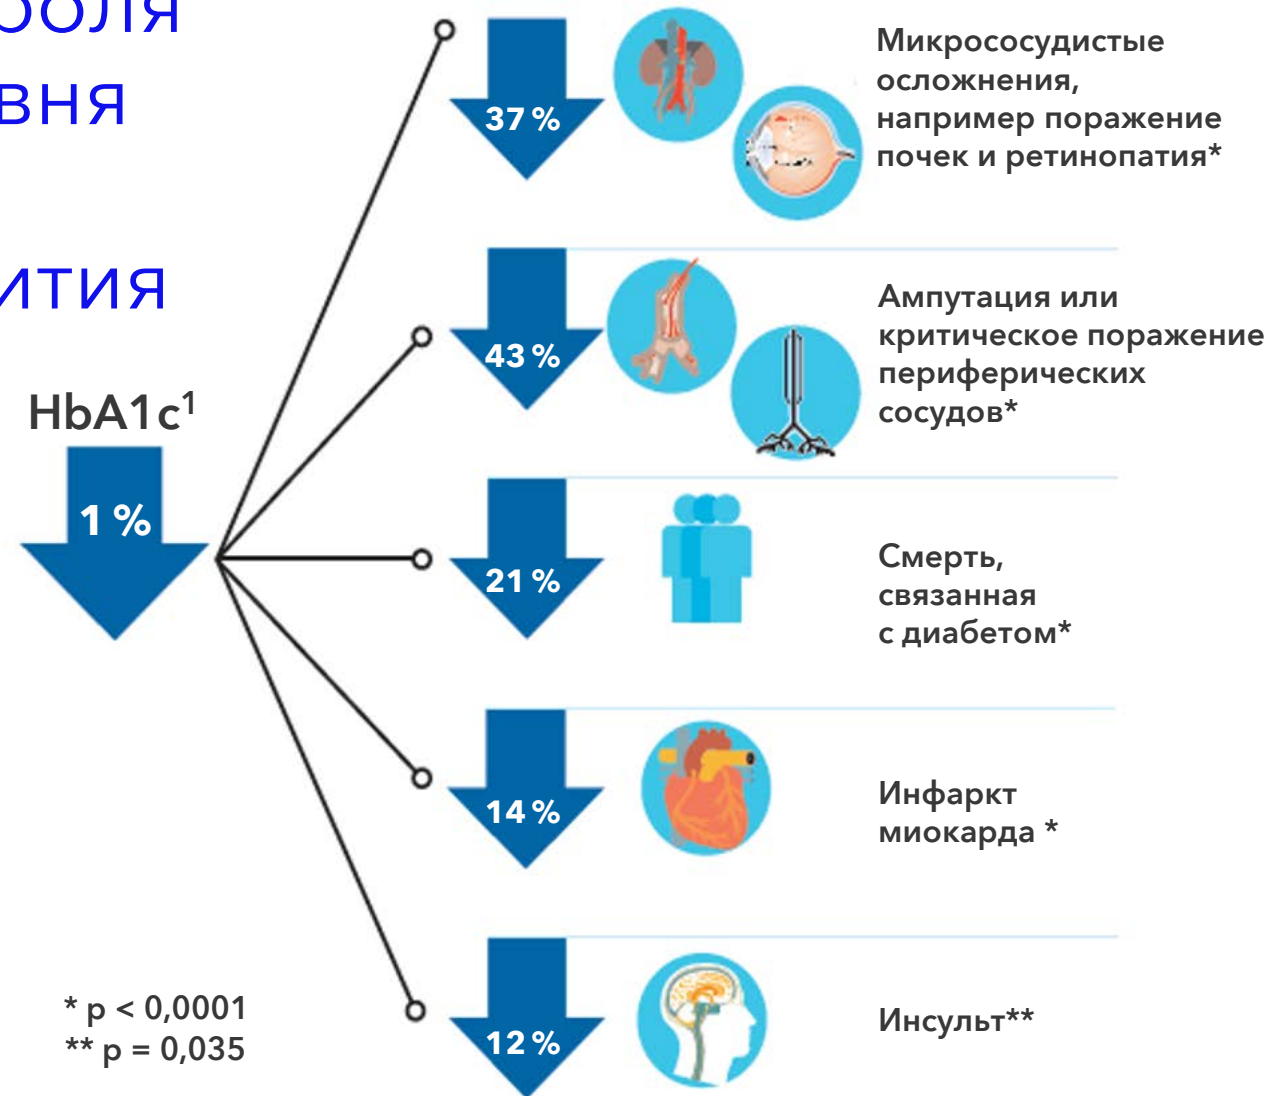 оля
вня
ития
HbA1c¹
1 %
37 %
Микрососудистые
осложнения,
например поражение
почек и ретинопатия*
43 %
Ампутация или
критическое поражение
периферических
сосудов*
21 %
Смерть,
связанная
с диабетом*
14 %
Инфаркт
миокарда *
12 %
Инсульт**
* p < 0,0001
** p = 0,035